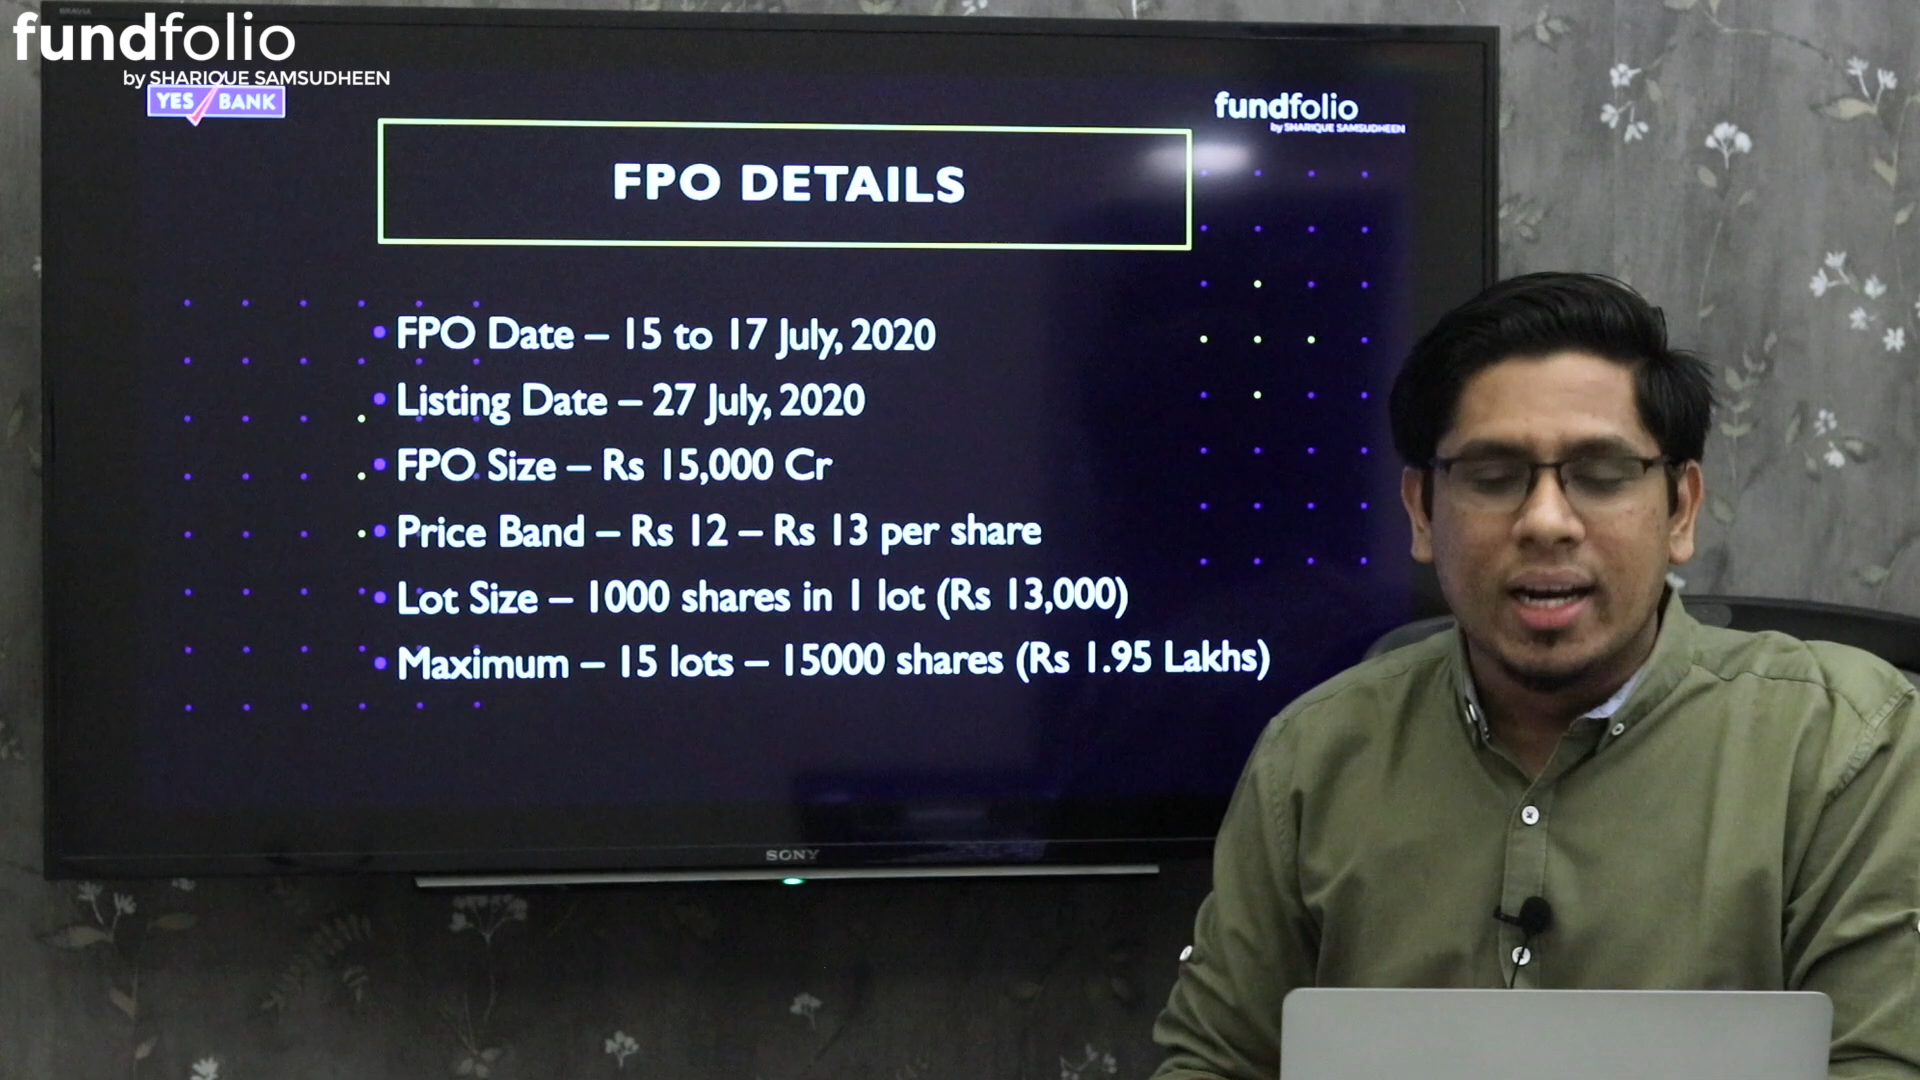 fundfolio
by SHARIQUE SAMSUDHEEN
YES BANK
fundfolio
by SHARIQUE SAMSUDHEEN
FPO DETAILS
• FPO Date – 15 to 17 July, 2020
• Listing Date – 27 July, 2020
• FPO Size – Rs 15,000 Cr
• Price Band – Rs 12 – Rs 13 per share
• Lot Size – 1000 shares in 1 lot (Rs 13,000)
• Maximum – 15 lots – 15000 shares (Rs 1.95 Lakhs)
SONY